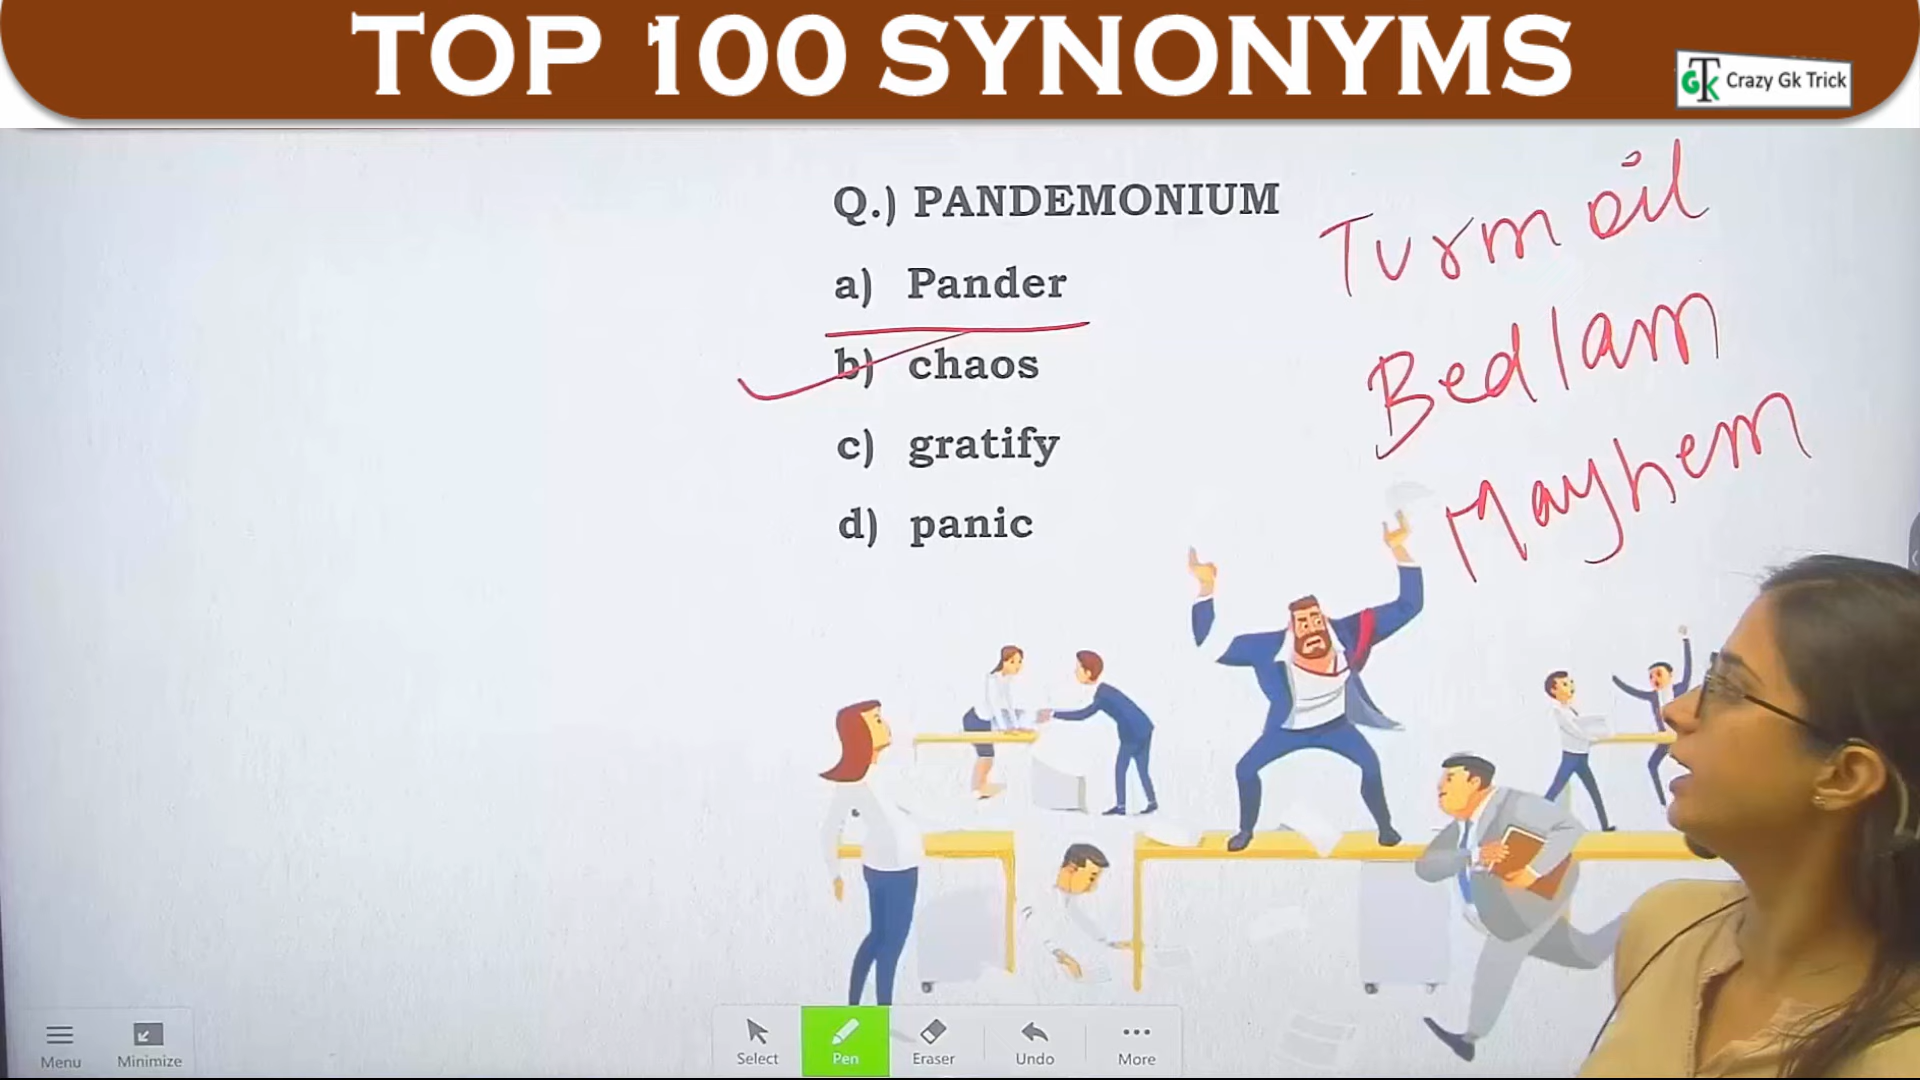 TOP 100 SYNONYMS
GTK Crazy Gk Trick
Q.) PANDEMONIUM
a) Pander
b) chaos
c) gratify
d) panic
Turmoil
Bedlam
Mayhem
Menu
Minimize
Select
Pen
Eraser
Undo
More